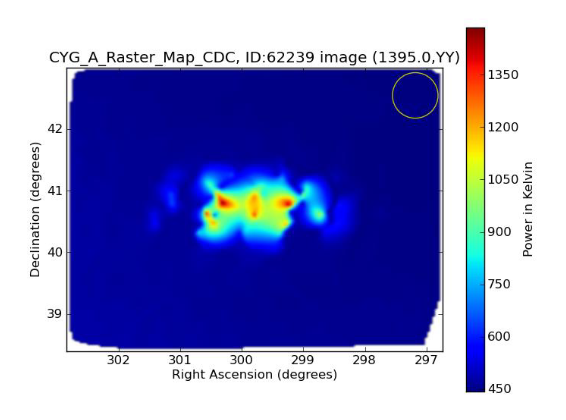 CYG_A_Raster_Map_CDC, ID:62239 image (1395.0,YY)
42
41
40
39
Declination (degrees)
302 301 300 299 298 297
Right Ascension (degrees)
1350
1200
1050
900
750
600
450
Power in Kelvin